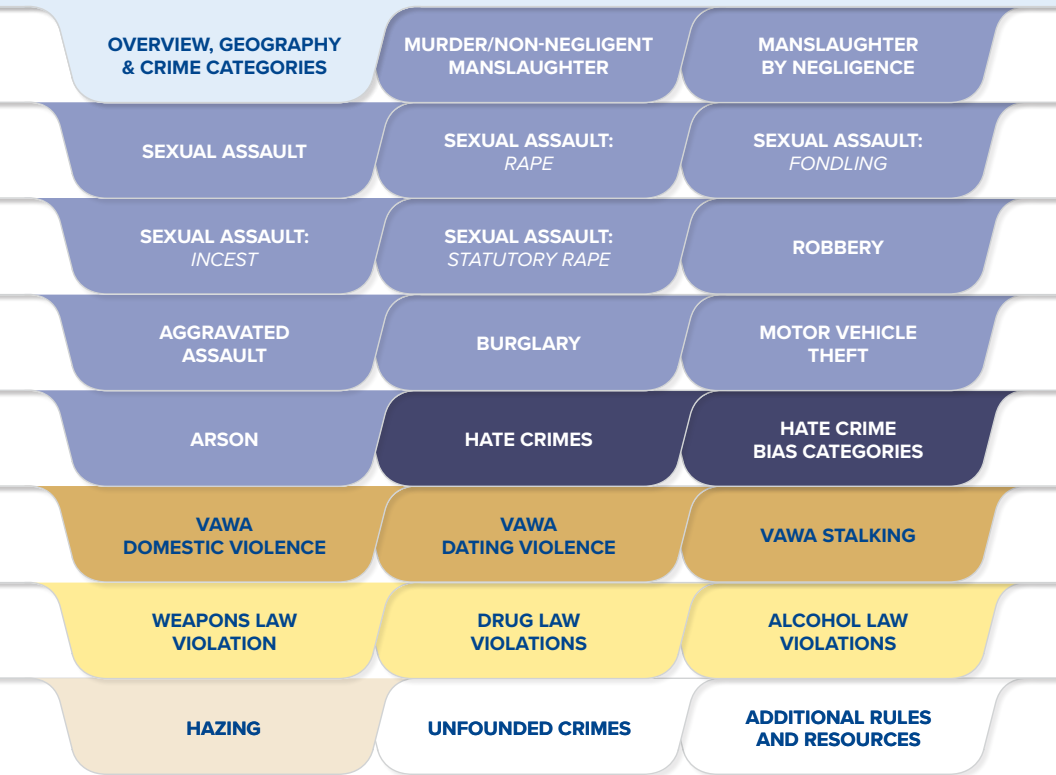 OVERVIEW, GEOGRAPHY
& CRIME CATEGORIES
MURDER/NON-NEGLIGENT
MANSLAUGHTER
MANSLAUGHTER
BY NEGLIGENCE
SEXUAL ASSAULT
SEXUAL ASSAULT:
RAPE
SEXUAL ASSAULT:
FONDLING
SEXUAL ASSAULT:
INCEST
SEXUAL ASSAULT:
STATUTORY RAPE
ROBBERY
AGGRAVATED
ASSAULT
BURGLARY
MOTOR VEHICLE
THEFT
ARSON
HATE CRIMES
HATE CRIME
BIAS CATEGORIES
VAWA
DOMESTIC VIOLENCE
VAWA
DATING VIOLENCE
VAWA STALKING
WEAPONS LAW
VIOLATION
DRUG LAW
VIOLATIONS
ALCOHOL LAW
VIOLATIONS
HAZING
UNFOUNDED CRIMES
ADDITIONAL RULES
AND RESOURCES